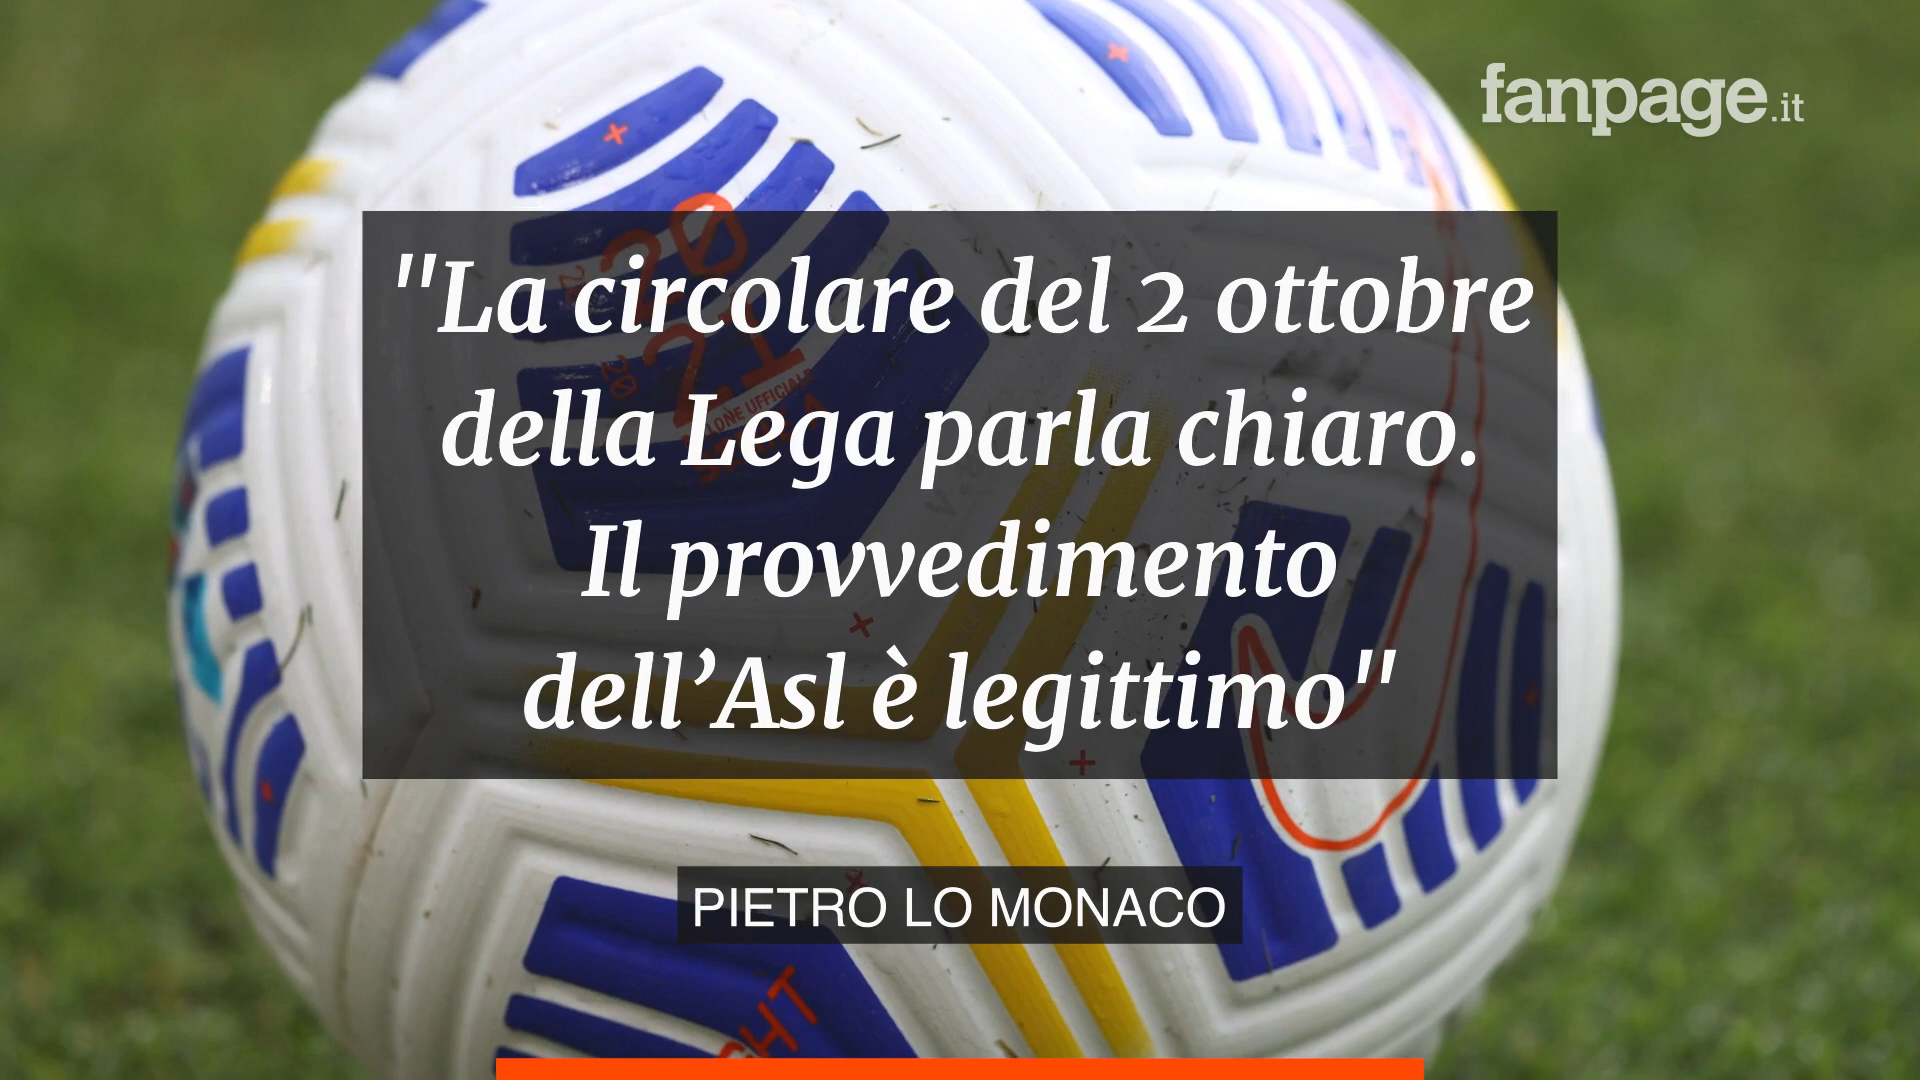 fanpage.it
"La circolare del 2 ottobre
della Lega parla chiaro.
Il provvedimento
dell’Asl è legittimo"
PIETRO LO MONACO